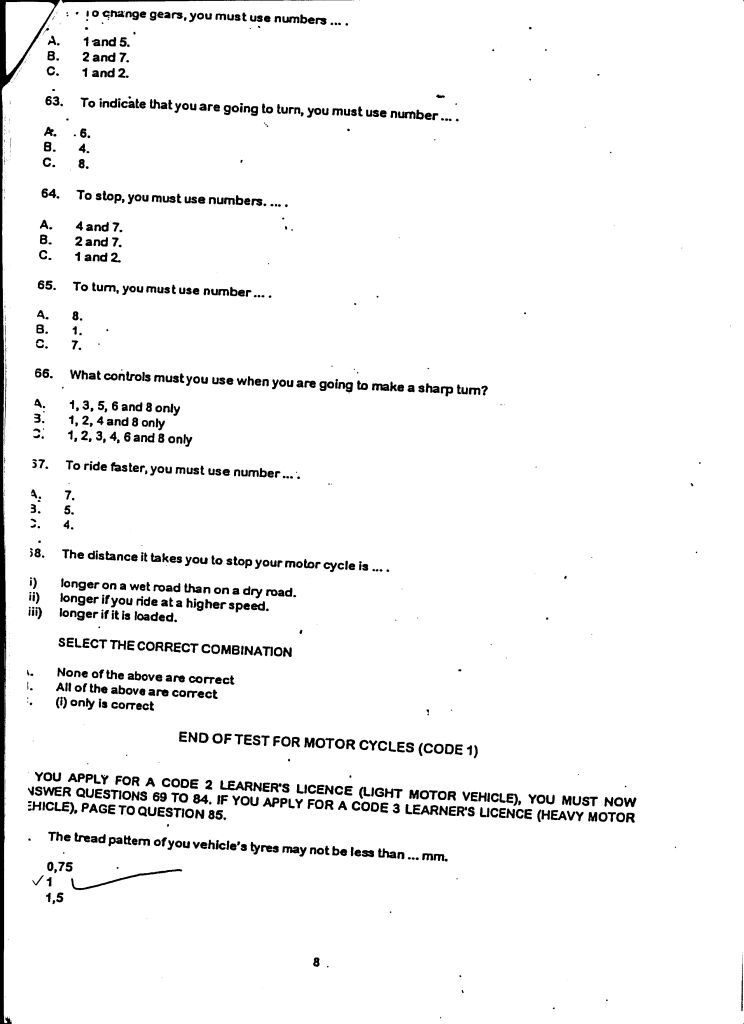 To change gears, you must use numbers ... .
A. 1 and 5.
B. 2 and 7.
C. 1 and 2.
63. To indicate that you are going to turn, you must use number ... .
A. 6.
B. 4.
C. 8.
64. To stop, you must use numbers. ... .
A. 4 and 7.
B. 2 and 7.
C. 1 and 2.
65. To turn, you must use number ... .
A. 8.
B. 1.
C. 7.
66. What controls must you use when you are going to make a sharp turn?
A. 1, 3, 5, 6 and 8 only
B. 1, 2, 4 and 8 only
C. 1, 2, 3, 4, 6 and 8 only
67. To ride faster, you must use number ... .
A. 7.
B. 5.
C. 4.
68. The distance it takes you to stop your motor cycle is ... .
i) longer on a wet road than on a dry road.
ii) longer if you ride at a higher speed.
iii) longer if it is loaded.
SELECT THE CORRECT COMBINATION
None of the above are correct
All of the above are correct
(i) only is correct
END OF TEST FOR MOTOR CYCLES (CODE 1)
YOU APPLY FOR A CODE 2 LEARNER'S LICENCE (LIGHT MOTOR VEHICLE), YOU MUST NOW
NSWER QUESTIONS 69 TO 84. IF YOU APPLY FOR A CODE 3 LEARNER'S LICENCE (HEAVY MOTOR
EHICLE), PAGE TO QUESTION 85.
The tread pattern of you vehicle's tyres may not be less than ... mm.
0,75
✓ 1
1,5
8